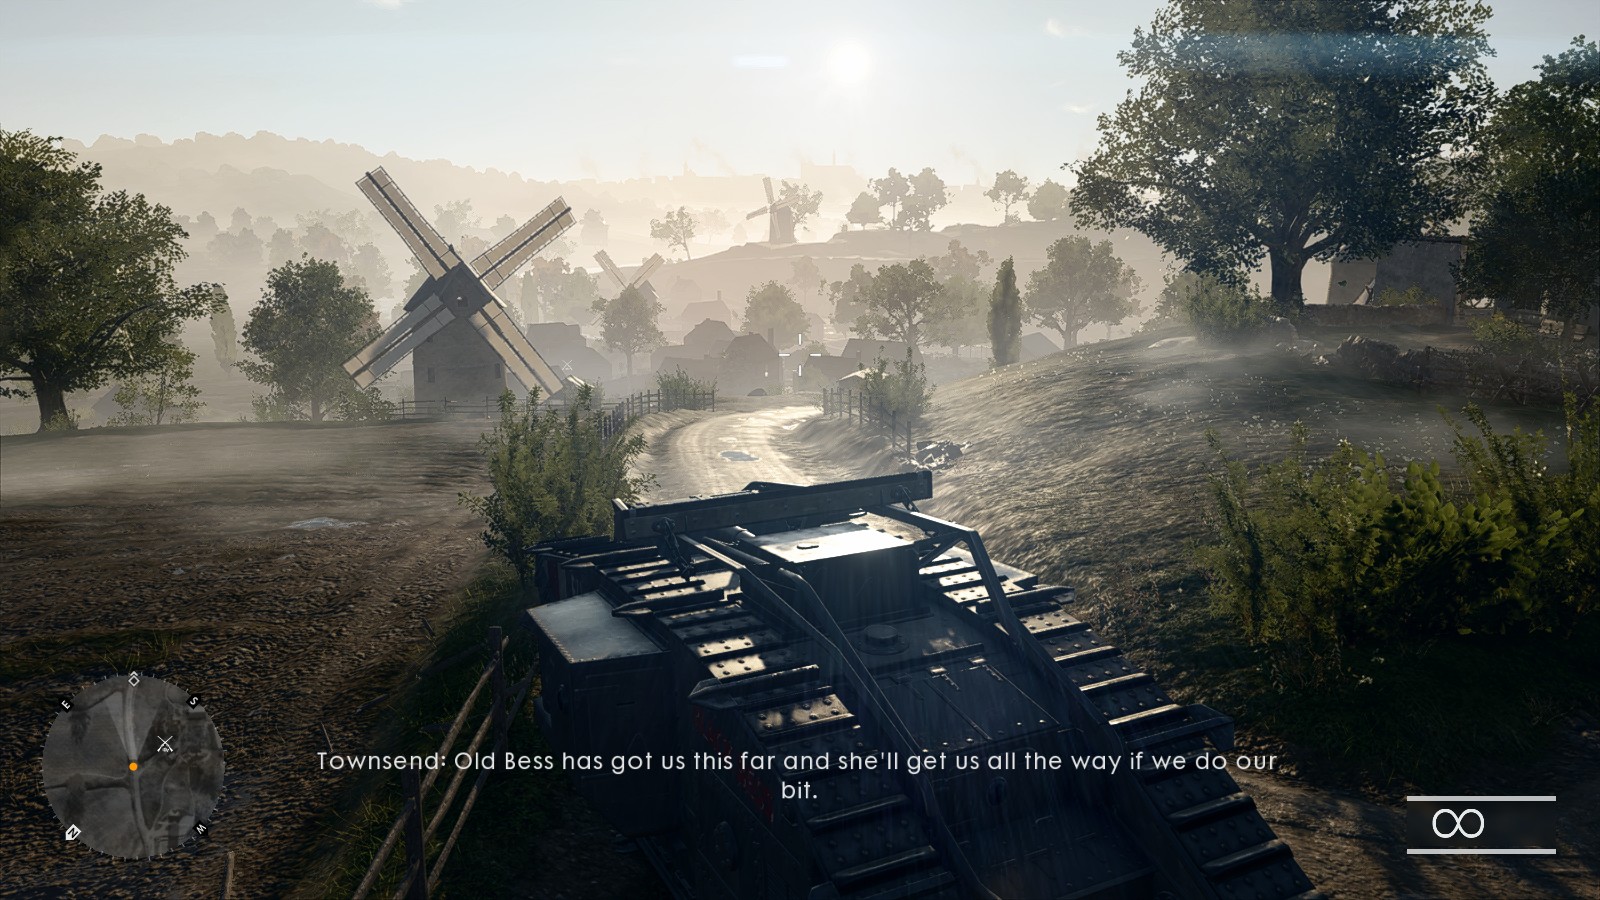 Townsend: Old Bess has got us this far and she'll get us all the way if we do our
bit.
E
S
N
W
∞